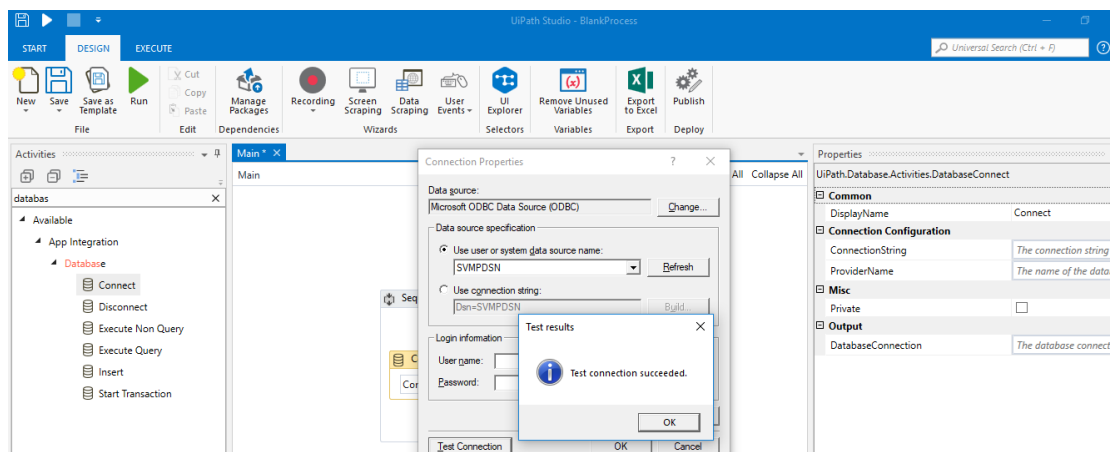 UiPath Studio - BlankProcess
START DESIGN EXECUTE
Universal Search (Ctrl + F)
Cut
Copy
Paste
New Save Save as Template Run
Manage Packages
Recording
Screen Scraping
Data Scraping
User Events
UI Explorer
Remove Unused Variables
Export to Excel
Publish
File Edit Dependencies Wizards Selectors Variables Export Deploy
Activities
databas
Available
App Integration
Database
Connect
Disconnect
Execute Non Query
Execute Query
Insert
Start Transaction
Main *
Main
All Collapse All
Seq
C
Cor
Connection Properties
Data source:
Microsoft ODBC Data Source (ODBC) Change...
Data source specification
Use user or system data source name:
SVMPDSN Refresh
Use connection string:
Dsn=SVMPDSN Build...
Login information
User name:
Password:
Test Connection OK Cancel
Test results
Test connection succeeded.
OK
Properties
UiPath.Database.Activities.DatabaseConnect
Common
DisplayName Connect
Connection Configuration
ConnectionString The connection string
ProviderName The name of the data
Misc
Private
Output
DatabaseConnection The database connect